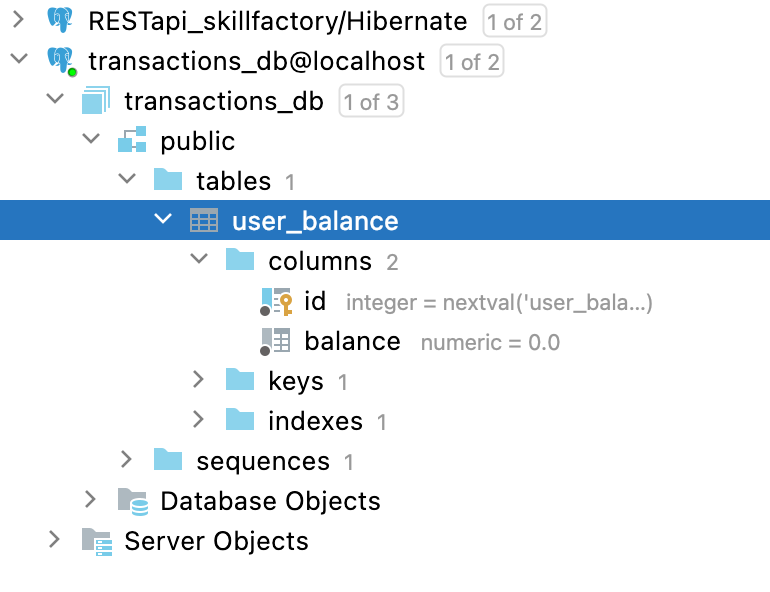 RESTapi_skillfactory/Hibernate 1 of 2
transactions_db@localhost 1 of 2
transactions_db 1 of 3
public
tables 1
user_balance
columns 2
id integer = nextval('user_bala...)
balance numeric = 0.0
keys 1
indexes 1
sequences 1
Database Objects
Server Objects